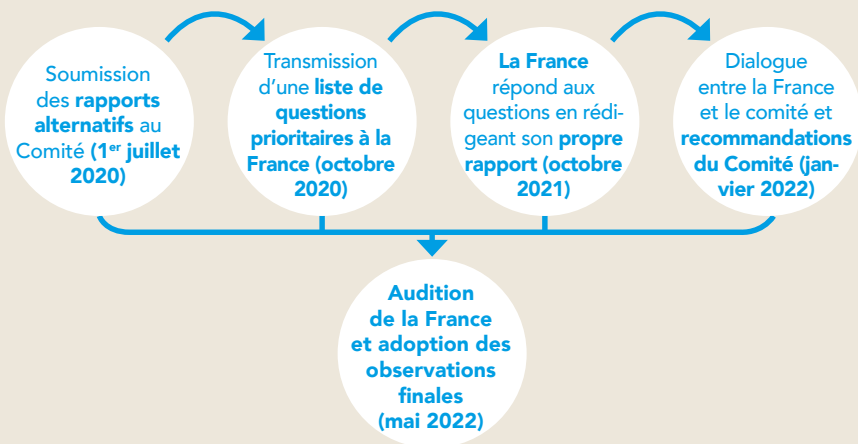 Soumission
des rapports
alternatifs au
Comité (1er juillet
2020)
Transmission
d'une liste de
questions
prioritaires à la
France (octobre
2020)
La France
répond aux
questions en rédi-
geant son propre
rapport (octobre
2021)
Dialogue
entre la France
et le comité et
recommandations
du Comité (jan-
vier 2022)
Audition
de la France
et adoption des
observations
finales
(mai 2022)